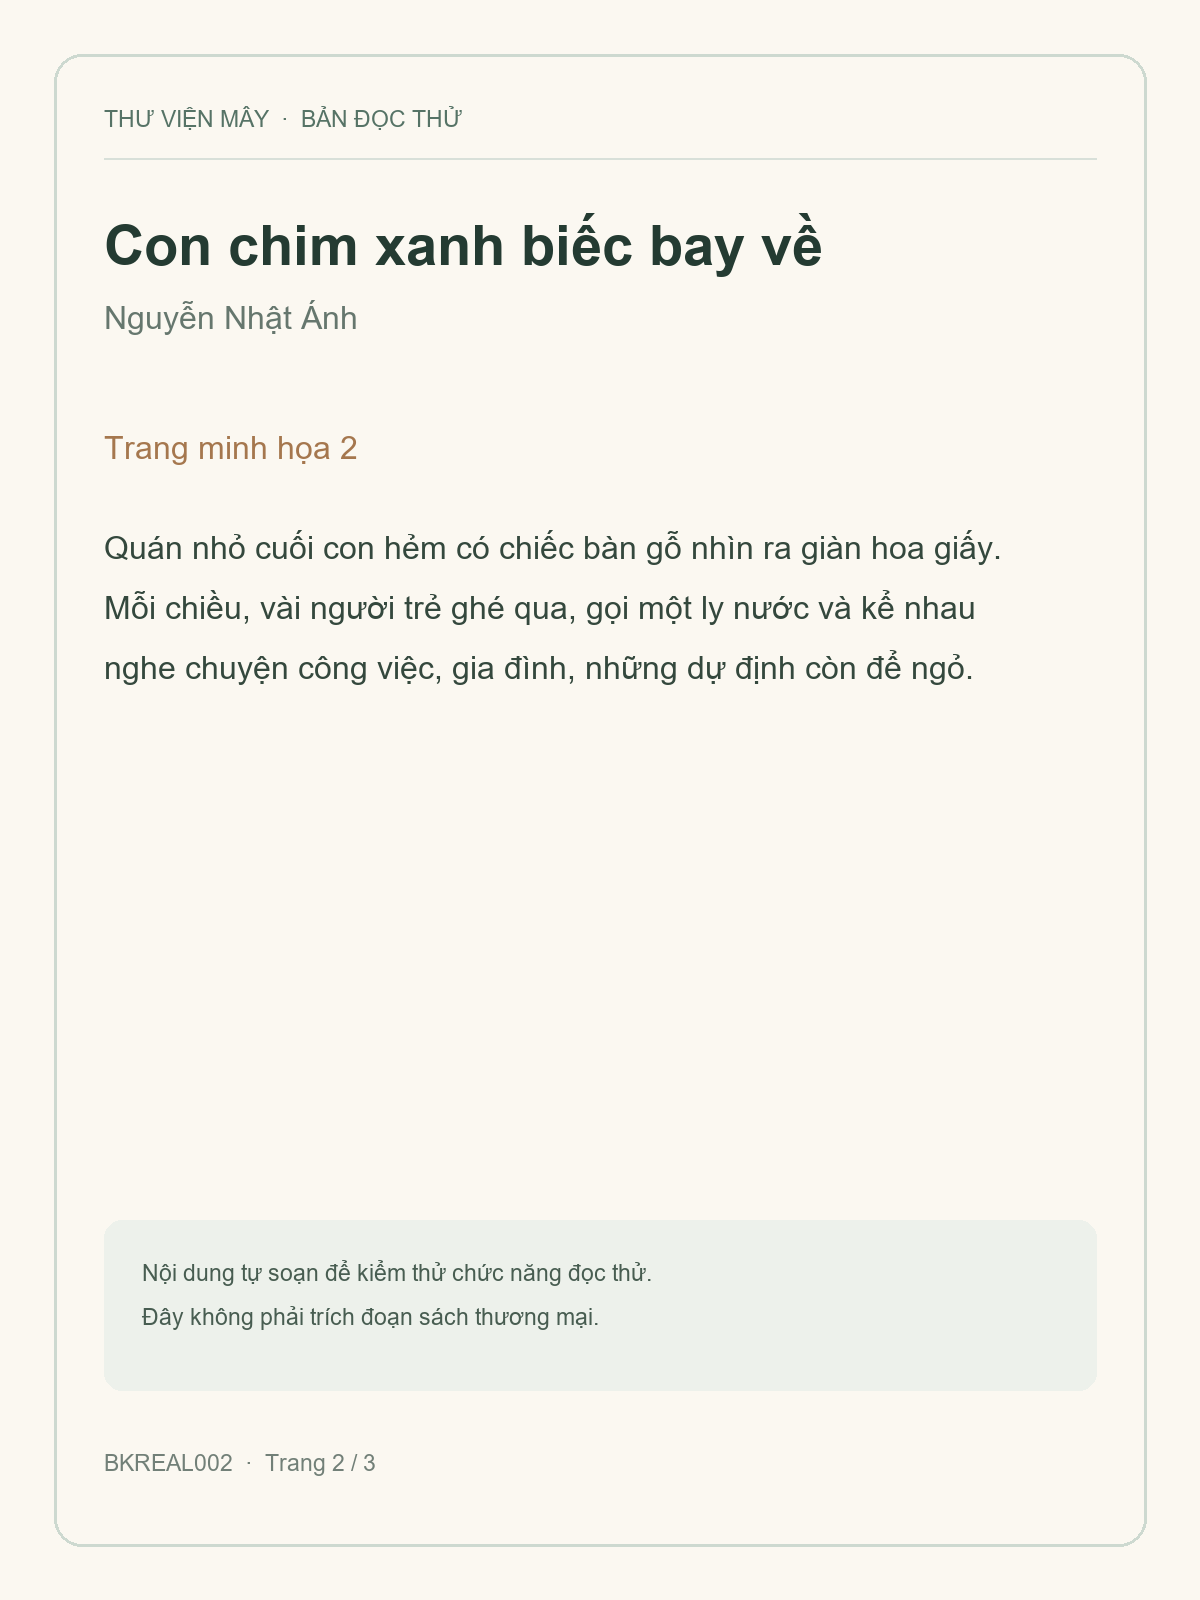 THƯ VIỆN MÂY · BẢN ĐỌC THỬ
Con chim xanh biếc bay về
Nguyễn Nhật Ánh
Trang minh họa 2
Quán nhỏ cuối con hẻm có chiếc bàn gỗ nhìn ra giàn hoa giấy.
Mỗi chiều, vài người trẻ ghé qua, gọi một ly nước và kể nhau
nghe chuyện công việc, gia đình, những dự định còn để ngỏ.
Nội dung tự soạn để kiểm thử chức năng đọc thử.
Đây không phải trích đoạn sách thương mại.
BKREAL002 · Trang 2 / 3